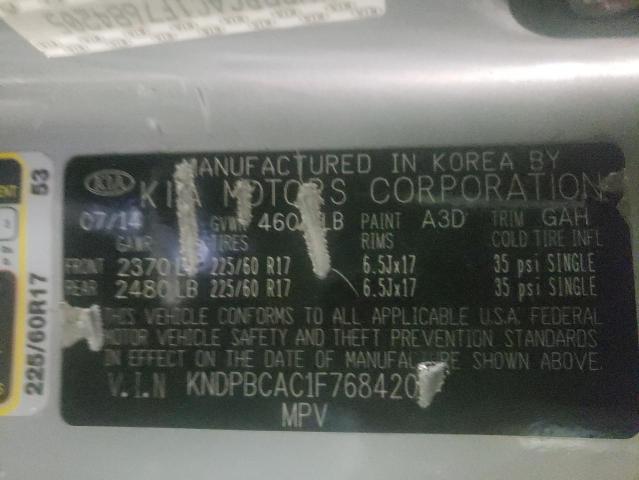 MANUFACTURED IN KOREA BY
KIA KIA MOTORS CORPORATION
07/14 GVWR LB PAINT A3D TRIM GAH
GAWR TIRES RIMS COLD TIRE INFL
FRONT 2370 LB 225/60 R17 6.5Jx17 35 psi SINGLE
REAR 2480 LB 225/60 R17 6.5Jx17 35 psi SINGLE
THIS VEHICLE CONFORMS TO ALL APPLICABLE U.S.A. FEDERAL
MOTOR VEHICLE SAFETY AND THEFT PREVENTION STANDARDS
IN EFFECT ON THE DATE OF MANUFACTURE SHOWN ABOVE.
V.I.N KNDPBCAC1F768420
MPV
53
225/60R17